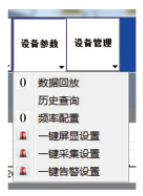 设备参数 设备管理
0 数据回放
历史查询
0 频率配置
一键屏显设置
一键采集设置
一键告警设置